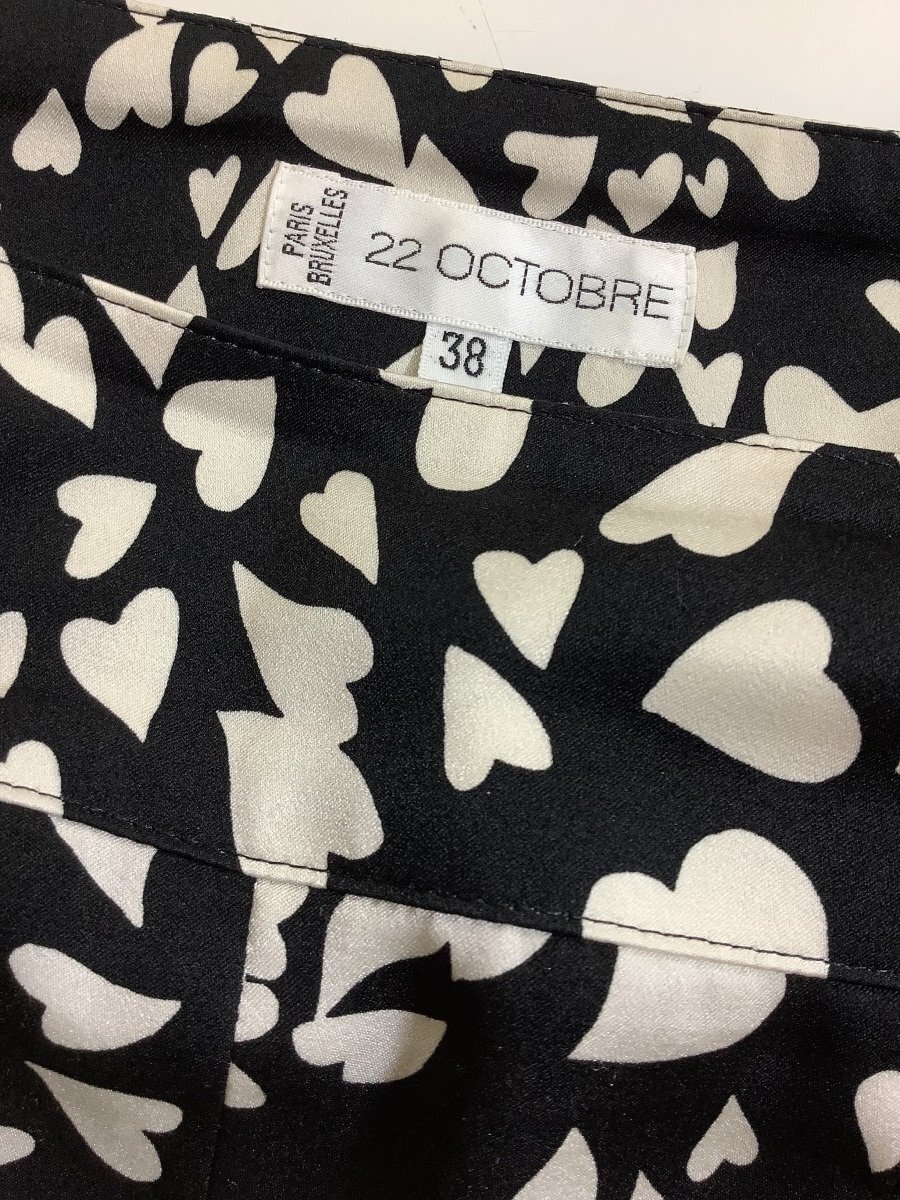 PARIS
BRUXELLES
22 OCTOBRE
38